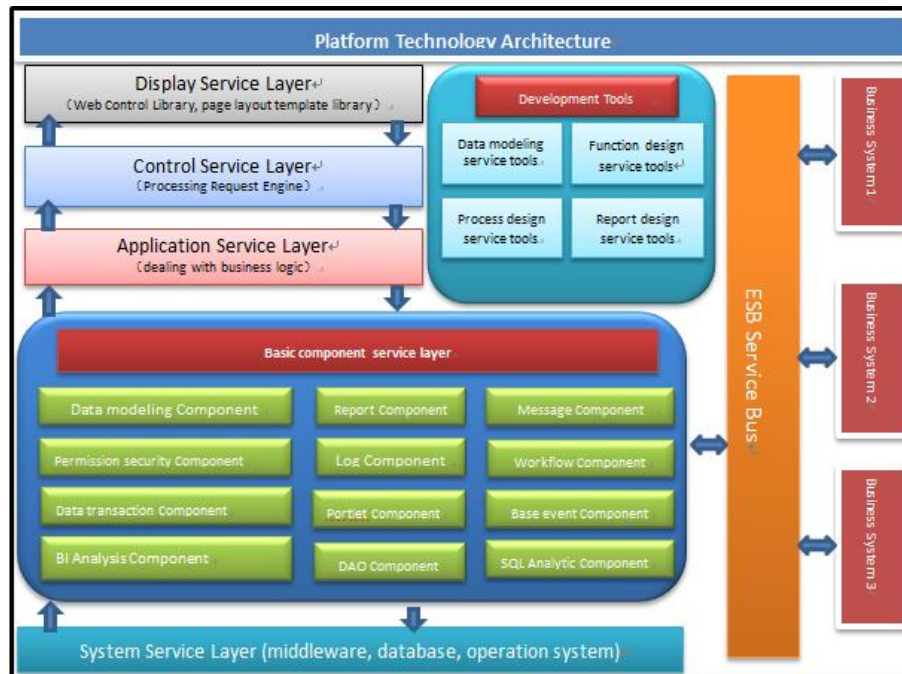 Platform Technology Architecture
Display Service Layer
(Web Control Library, page layout template library)
Control Service Layer
(Processing Request Engine)
Application Service Layer
(dealing with business logic)
Development Tools
Data modeling
service tools
Function design
service tools
Process design
service tools
Report design
service tools
Basic component service layer
Data modeling Component
Report Component
Message Component
Permission security Component
Log Component
Workflow Component
Data transaction Component
Portlet Component
Base event Component
BI Analysis Component
DAO Component
SQL Analytic Component
System Service Layer (middleware, database, operation system)
ESB Service Bus
Business System 1
Business System 2
Business System 3